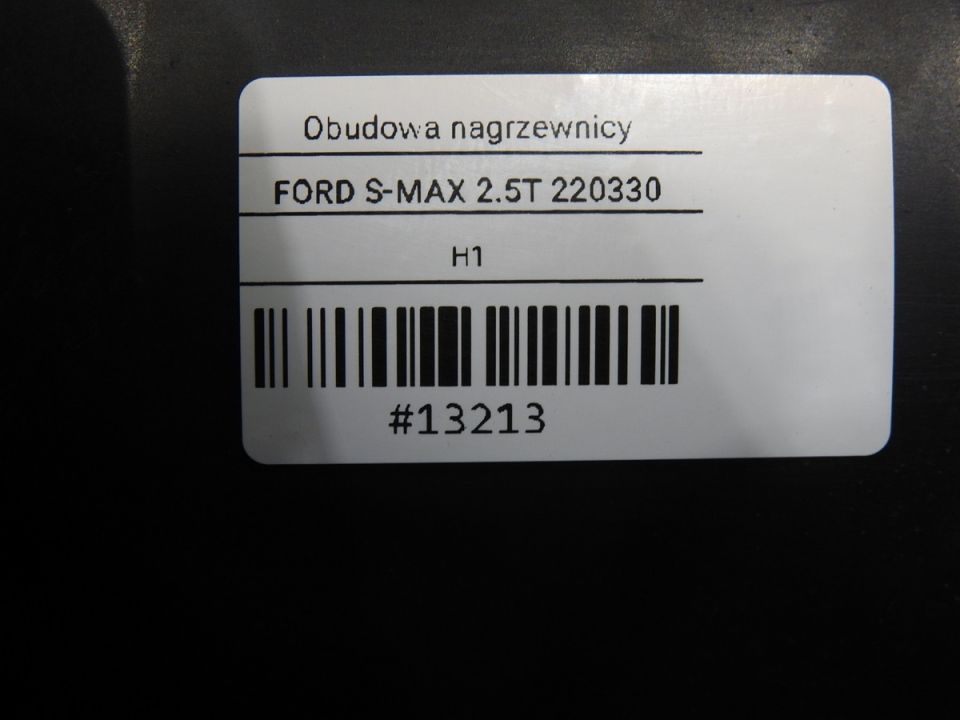 Obudowa nagrzewnicy
FORD S-MAX 2.5T 220330
H1
#13213